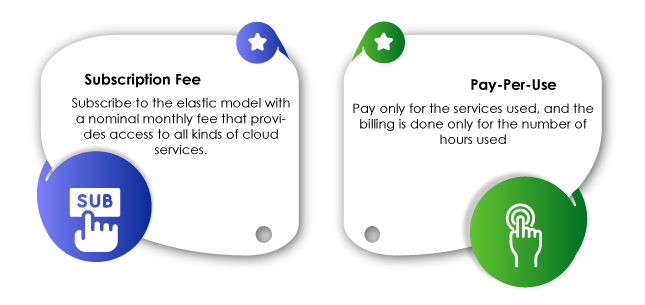 Subscription Fee
Subscribe to the elastic model with
a nominal monthly fee that provi-
des access to all kinds of cloud
services.
SUB
Pay-Per-Use
Pay only for the services used, and the
billing is done only for the number of
hours used